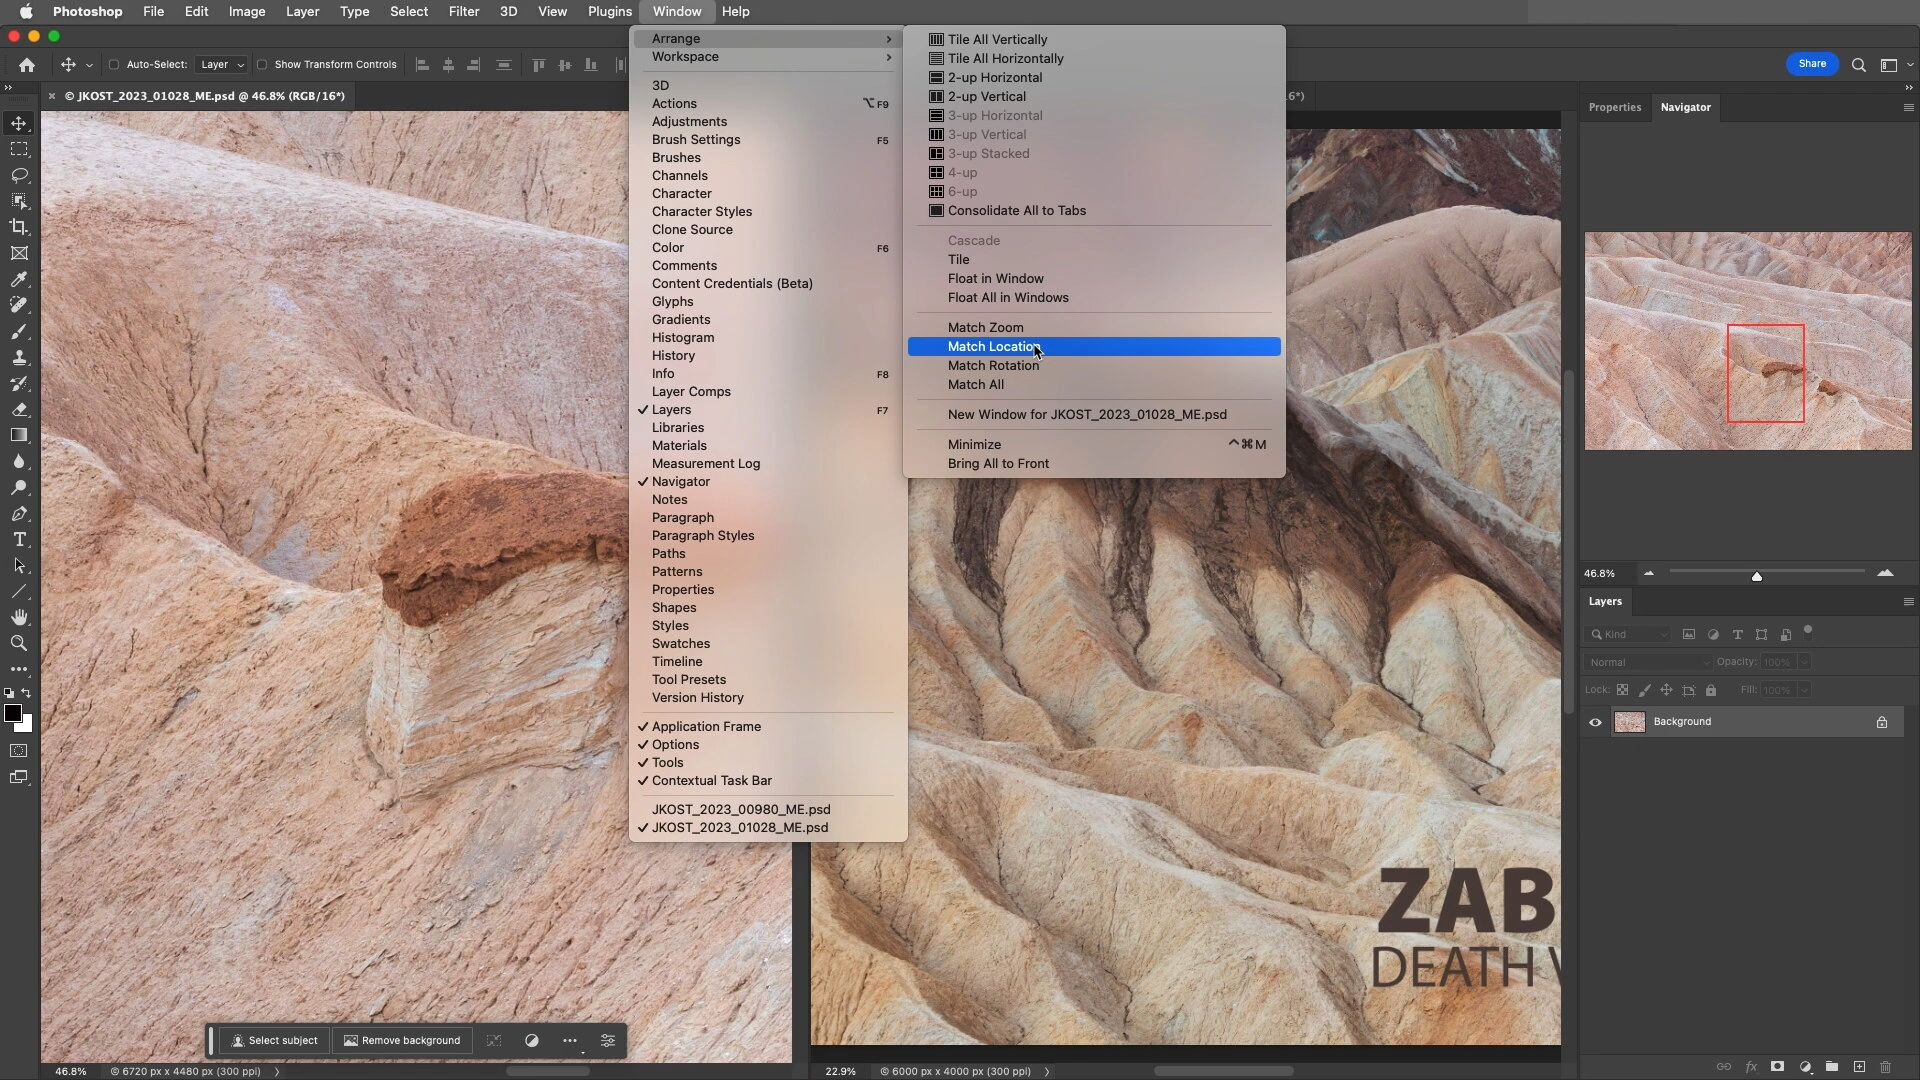 Photoshop File Edit Image Layer Type Select Filter 3D View Plugins Window Help
Auto-Select: Layer Show Transform Controls
Share
× © JKOST_2023_01028_ME.psd @ 46.8% (RGB/16*)
6*)
Arrange
Workspace
3D
Actions ⌥F9
Adjustments
Brush Settings F5
Brushes
Channels
Character
Character Styles
Clone Source
Color F6
Comments
Content Credentials (Beta)
Glyphs
Gradients
Histogram
History
Info F8
Layer Comps
✓ Layers F7
Libraries
Materials
Measurement Log
✓ Navigator
Notes
Paragraph
Paragraph Styles
Paths
Patterns
Properties
Shapes
Styles
Swatches
Timeline
Tool Presets
Version History
✓ Application Frame
✓ Options
✓ Tools
✓ Contextual Task Bar
JKOST_2023_00980_ME.psd
✓ JKOST_2023_01028_ME.psd
Tile All Vertically
Tile All Horizontally
2-up Horizontal
2-up Vertical
3-up Horizontal
3-up Vertical
3-up Stacked
4-up
6-up
Consolidate All to Tabs
Cascade
Tile
Float in Window
Float All in Windows
Match Zoom
Match Location
Match Rotation
Match All
New Window for JKOST_2023_01028_ME.psd
Minimize ^⌘M
Bring All to Front
ZAB
DEATH V
Select subject Remove background
46.8% © 6720 px x 4480 px (300 ppi)
22.9% © 6000 px x 4000 px (300 ppi)
Properties Navigator
46.8%
Layers
Kind
Normal Opacity: 100%
Lock: Fill: 100%
Background
fx